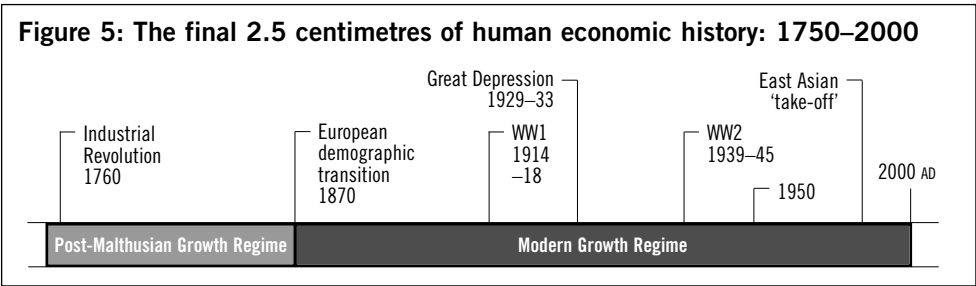 Figure 5: The final 2.5 centimetres of human economic history: 1750–2000
Great Depression
1929–33
East Asian
'take-off'
Industrial
Revolution
1760
European
demographic
transition
1870
WW1
1914
–18
WW2
1939–45
1950
2000 AD
Post-Malthusian Growth Regime
Modern Growth Regime